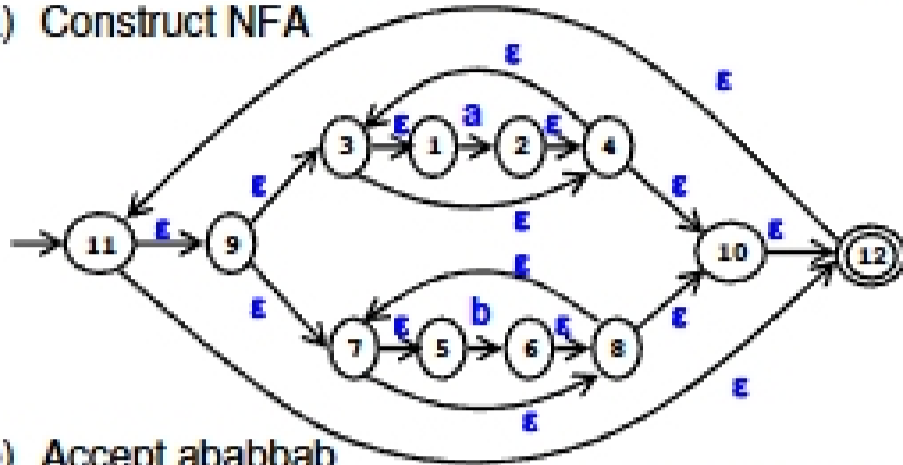 ) Construct NFA
ε
ε
ε a ε
3 1 2 4
ε ε
ε
11 ε 9 10 ε 12
ε
ε b
ε ε ε ε
7 5 6 8
ε
ε
) Accept ababbab